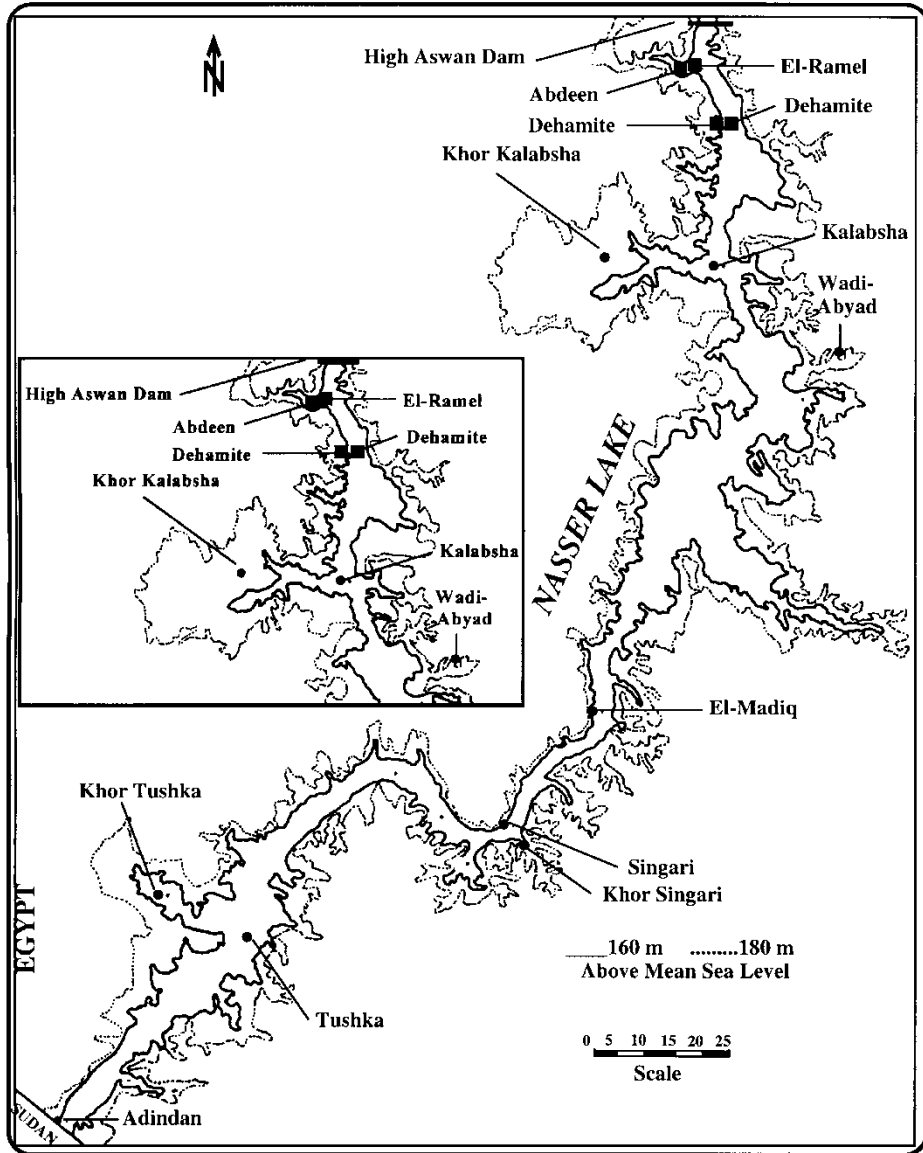 N
High Aswan Dam
El-Ramel
Abdeen
Dehamite
Dehamite
Khor Kalabsha
Kalabsha
Wadi-
Abyad
High Aswan Dam
El-Ramel
Abdeen
Dehamite
Dehamite
Khor Kalabsha
Kalabsha
Wadi-
Abyad
NASSER LAKE
El-Madiq
Khor Tushka
Singari
Khor Singari
EGYPT
160 m 180 m
Above Mean Sea Level
Tushka
0 5 10 15 20 25
Scale
Adindan
SUDAN